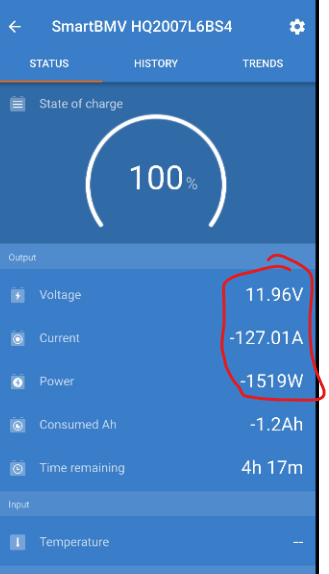 SmartBMV HQ2007L6BS4
STATUS HISTORY TRENDS
State of charge
100%
Output
Voltage 11.96V
Current -127.01A
Power -1519W
Consumed Ah -1.2Ah
Time remaining 4h 17m
Input
Temperature --